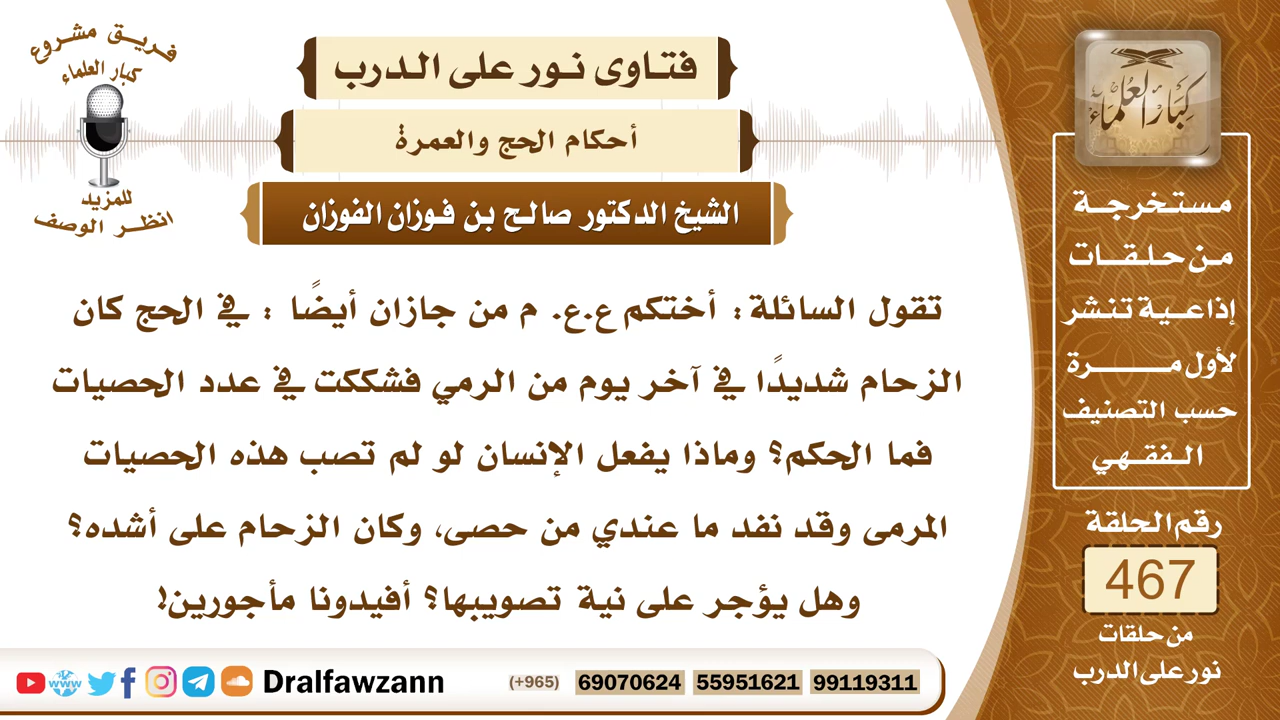 فريق مشروع
كبار العلماء
للمزيد
انظر الوصف
فتاوى نور على الدرب
أحكام الحج والعمرة
الشيخ الدكتور صالح بن فوزان الفوزان
تقول السائلة: أختكم ع.ع. م من جازان أيضًا : في الحج كان
الزحام شديدًا في آخر يوم من الرمي فشككت في عدد الحصيات
فما الحكم؟ وماذا يفعل الإنسان لو لم تصب هذه الحصيات
المرمى وقد نفد ما عندي من حصى، وكان الزحام على أشده؟
وهل يؤجر على نية تصويبها؟ أفيدونا مأجورين!
كبار العلماء
مستخرجة
من حلقات
إذاعية تنشر
لأول مرة
حسب التصنيف
الفقهي
رقم الحلقة
467
من حلقات
نور على الدرب
www
Dralfawzann
(+965) 69070624 55951621 99119311